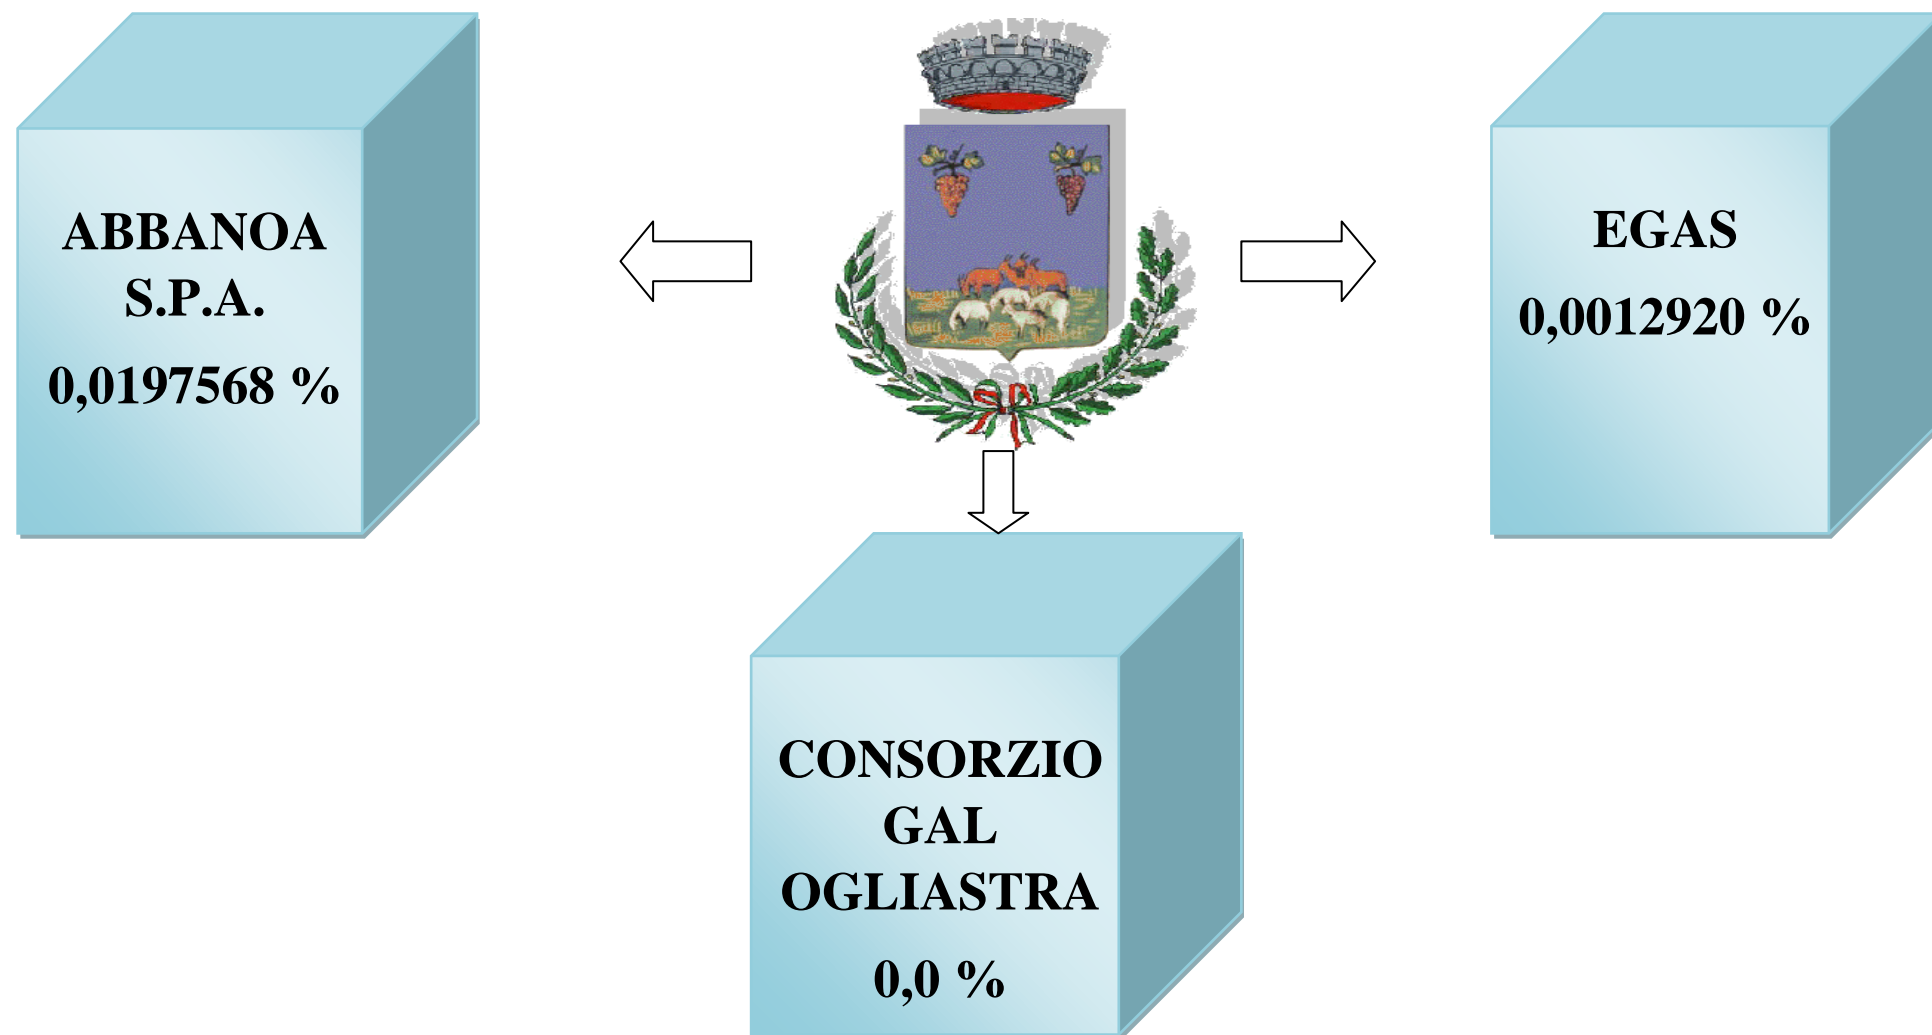 ABBANOA
S.P.A.
0,0197568 %
EGAS
0,0012920 %
CONSORZIO
GAL
OGLIASTRA
0,0 %